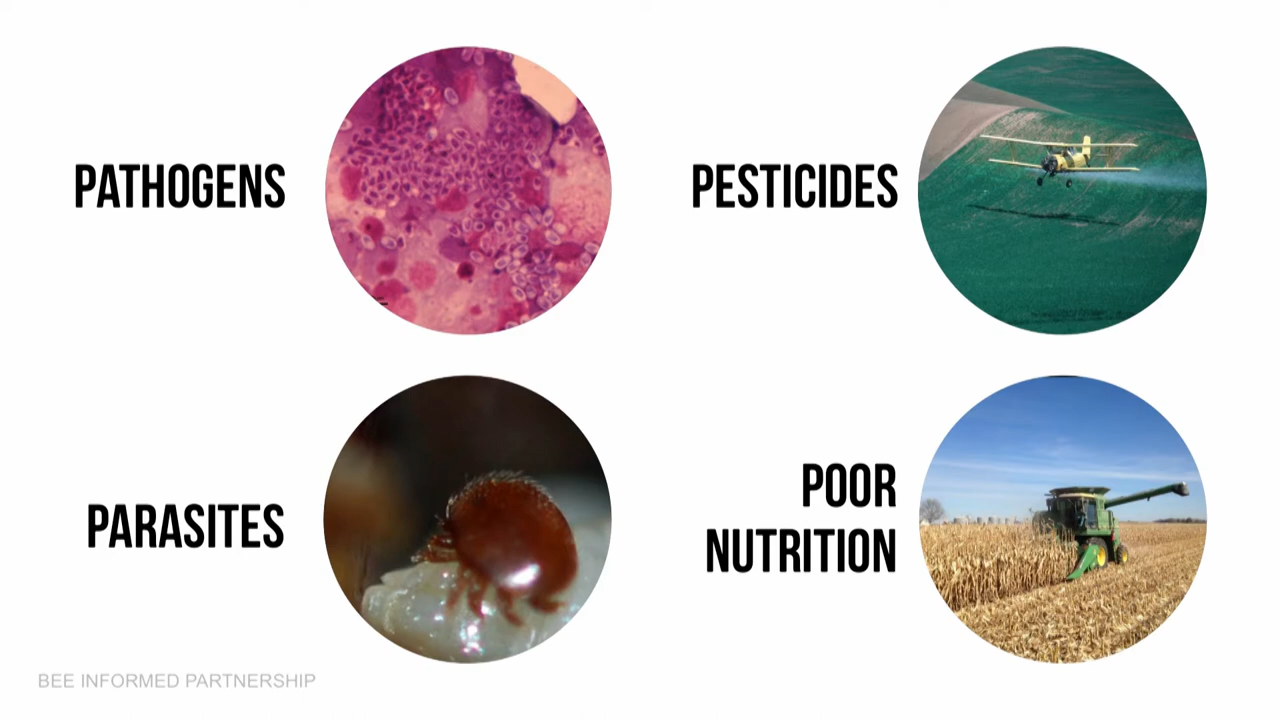 PATHOGENS
PESTICIDES
PARASITES
POOR
NUTRITION
BEE INFORMED PARTNERSHIP